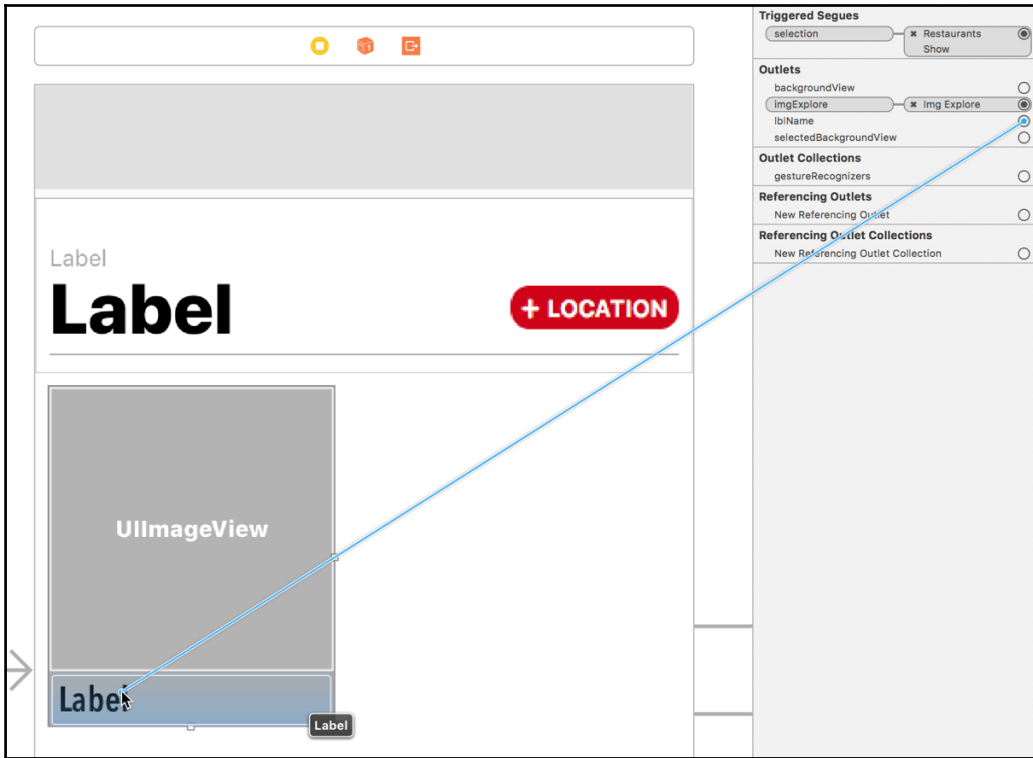 Label
Label
+ LOCATION
UIImageView
Label
Label
Triggered Segues
selection
Restaurants
Show
Outlets
backgroundView
imgExplore
Img Explore
lblName
selectedBackgroundView
Outlet Collections
gestureRecognizers
Referencing Outlets
New Referencing Outlet
Referencing Outlet Collections
New Referencing Outlet Collection